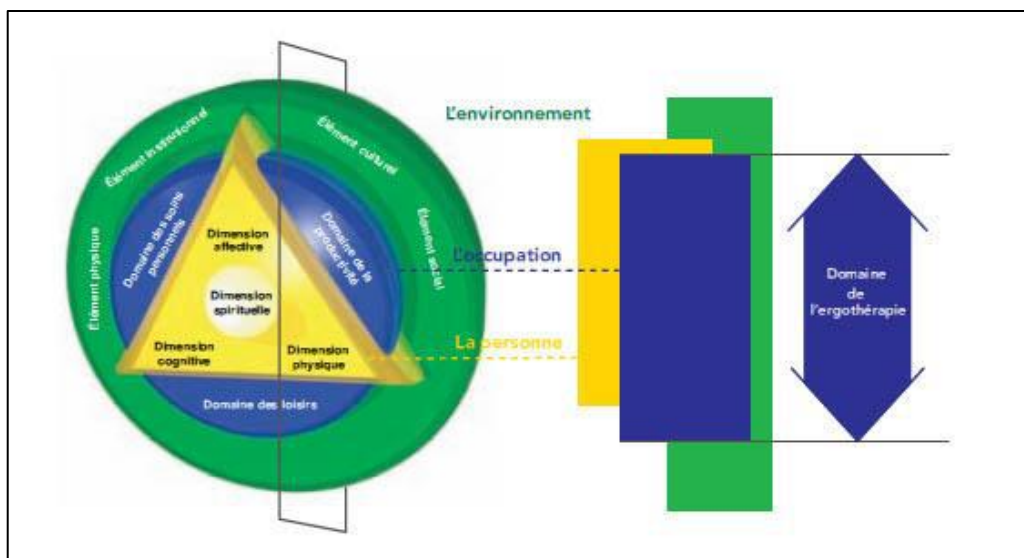 Élément institutionnel
Élément culturel
Élément physique
Élément social
Domaine des soins
personnels
Domaine de la
productivité
Domaine des loisirs
Dimension
affective
Dimension
spirituelle
Dimension
cognitive
Dimension
physique
L'environnement
L'occupation
La personne
Domaine
de
l'ergothérapie